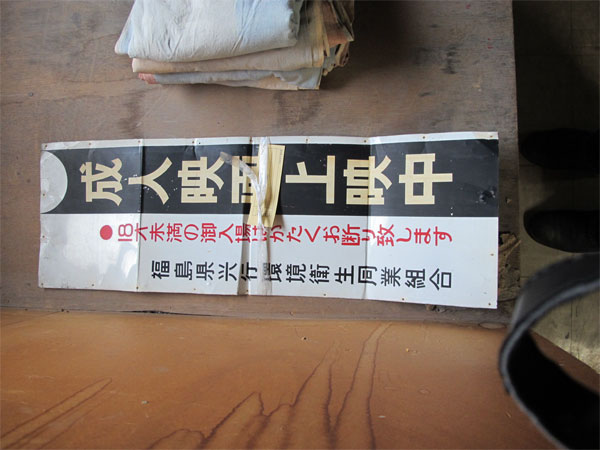 成人映画上映中
●18才未満の御入場はかたくお断り致します
福島県兴行環境衛生同業組合